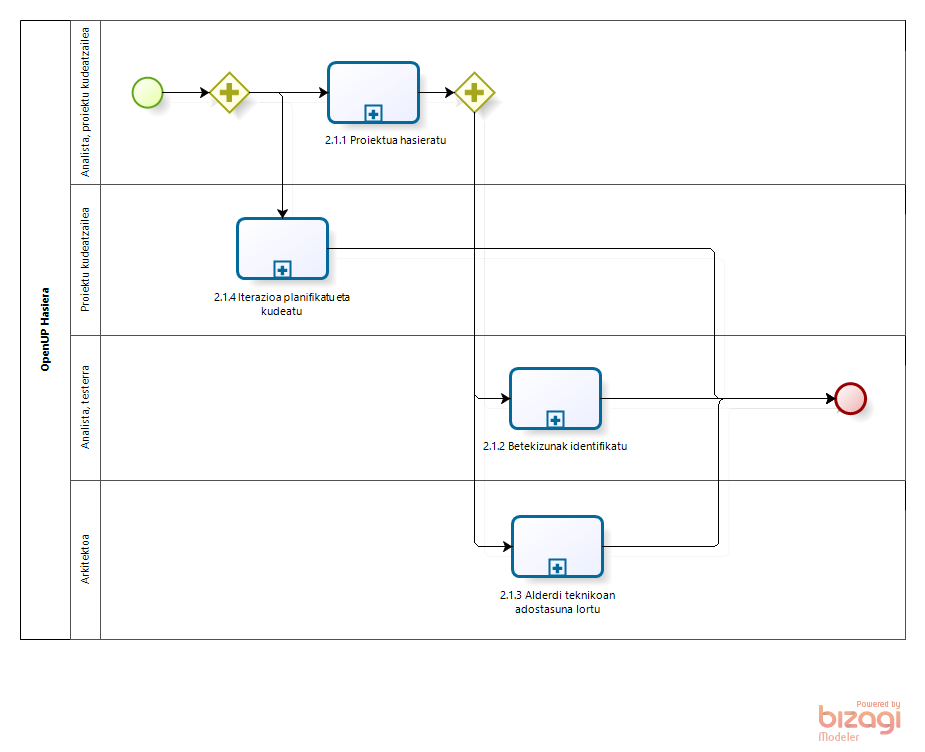 OpenUP Hasiera
Analista, proiektu kudeatzailea
2.1.1 Proiektua hasieratu
Proiektu kudeatzailea
2.1.4 Iterazioa planifikatu eta
kudeatu
Analista, testerra
2.1.2 Betekizunak identifikatu
Arkitektoa
2.1.3 Alderdi teknikoan
adostasuna lortu
Powered by
bizagi
Modeler